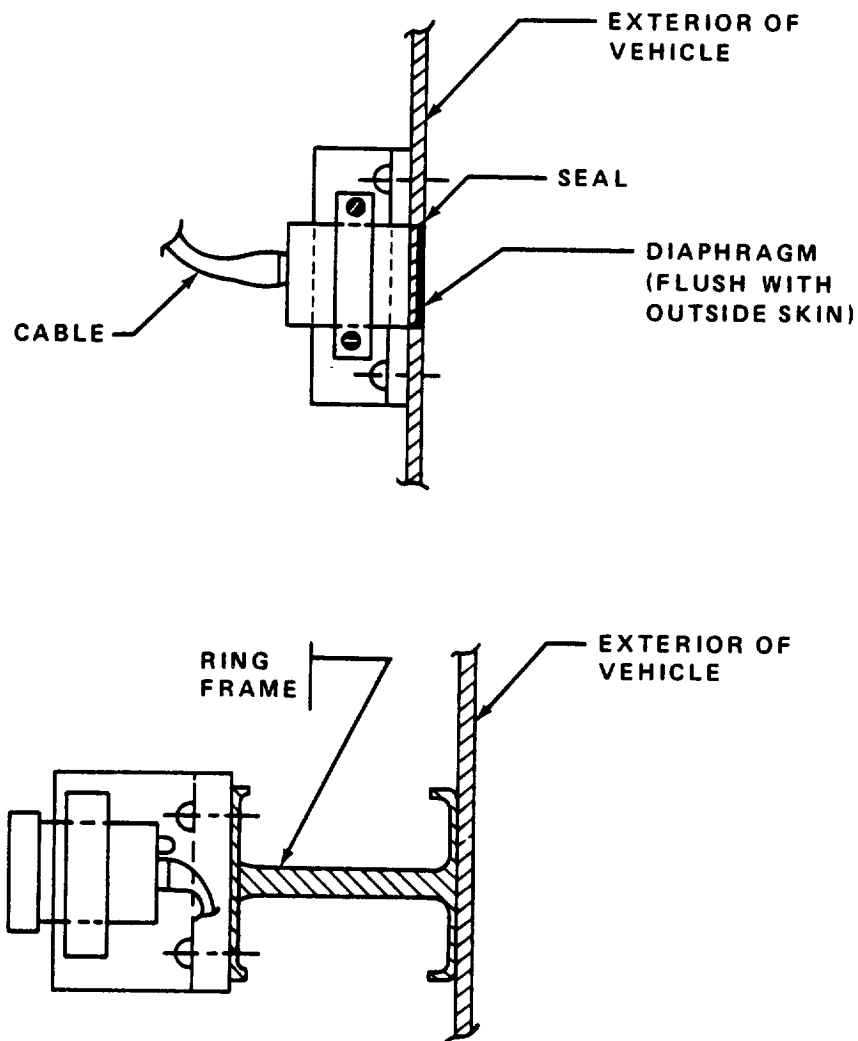 EXTERIOR OF
VEHICLE
SEAL
DIAPHRAGM
(FLUSH WITH
OUTSIDE SKIN)
CABLE
RING
FRAME
EXTERIOR OF
VEHICLE